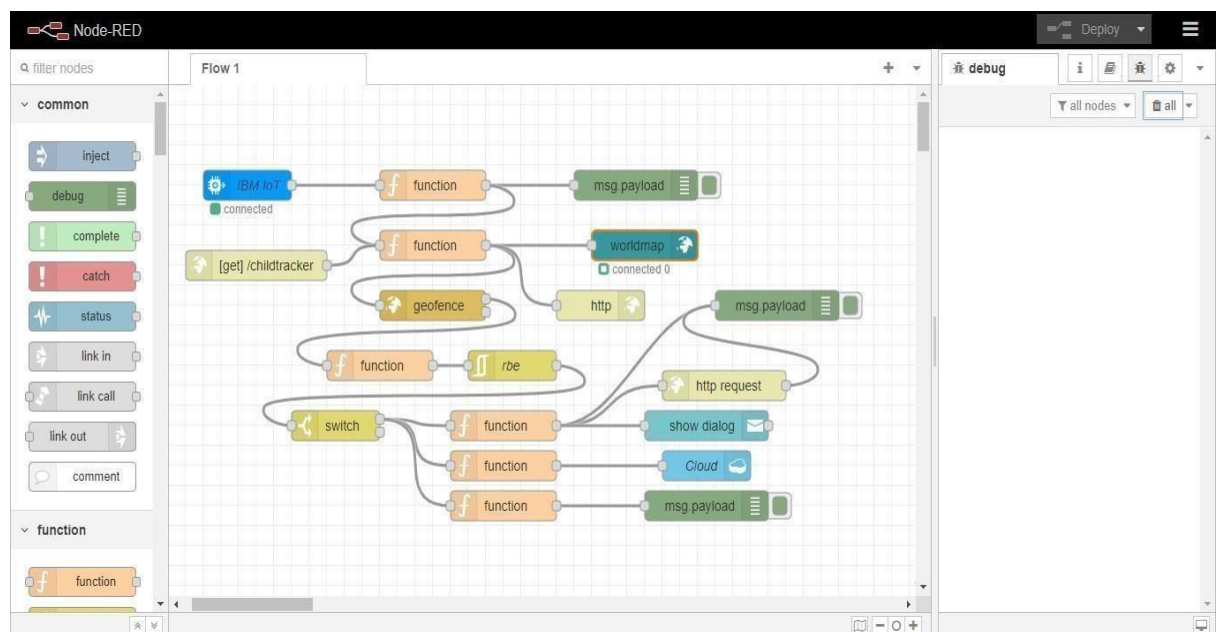 Node-RED
Deploy
filter nodes
Flow 1
debug
i
all nodes
all
common
inject
debug
complete
catch
status
link in
link call
link out
comment
function
function
IBM IoT
connected
function
msg.payload
[get] /childtracker
function
worldmap
connected 0
geofence
http
msg.payload
function
rbe
http request
switch
function
show dialog
function
Cloud
function
msg.payload